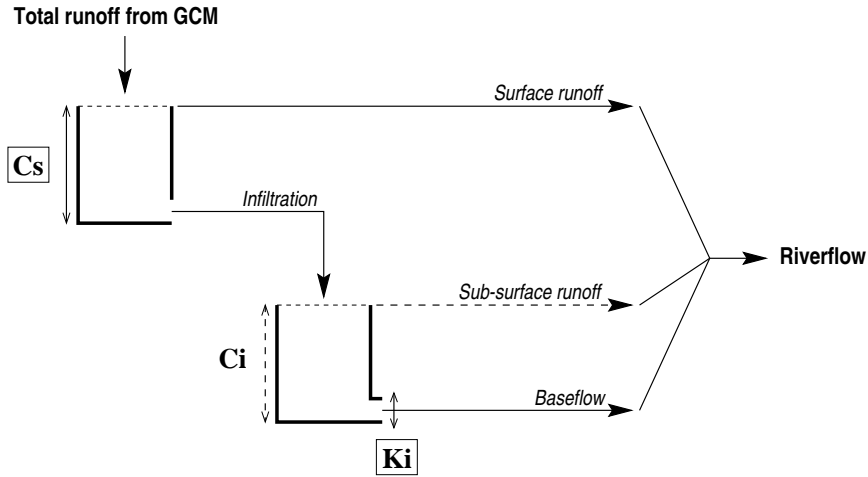 Total runoff from GCM
Surface runoff
Cs
Infiltration
Riverflow
Sub-surface runoff
Ci
Baseflow
Ki